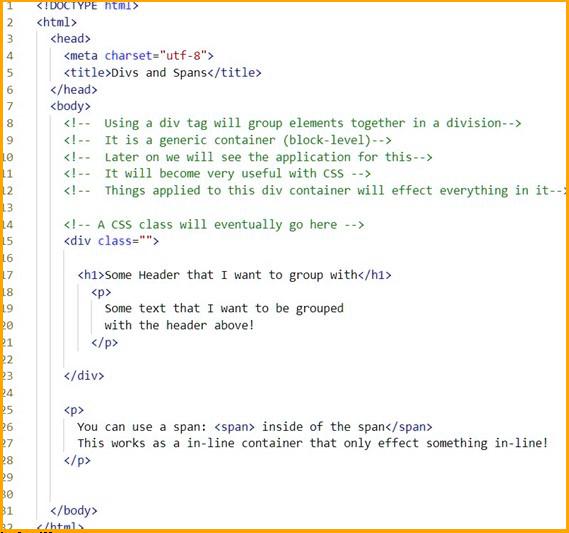 1 <!DOCTYPE html>
2 <html>
3 <head>
4 <meta charset="utf-8">
5 <title>Divs and Spans</title>
6 </head>
7 <body>
8 <!-- Using a div tag will group elements together in a division-->
9 <!-- It is a generic container (block-level)-->
10 <!-- Later on we will see the application for this-->
11 <!-- It will become very useful with CSS -->
12 <!-- Things applied to this div container will effect everything in it-->
13
14 <!-- A CSS class will eventually go here -->
15 <div class="">
16
17 <h1>Some Header that I want to group with</h1>
18 <p>
19 Some text that I want to be grouped
20 with the header above!
21 </p>
22
23 </div>
24
25 <p>
26 You can use a span: <span> inside of the span</span>
27 This works as a in-line container that only effect something in-line!
28 </p>
29
30
31 </body>
32 </html>